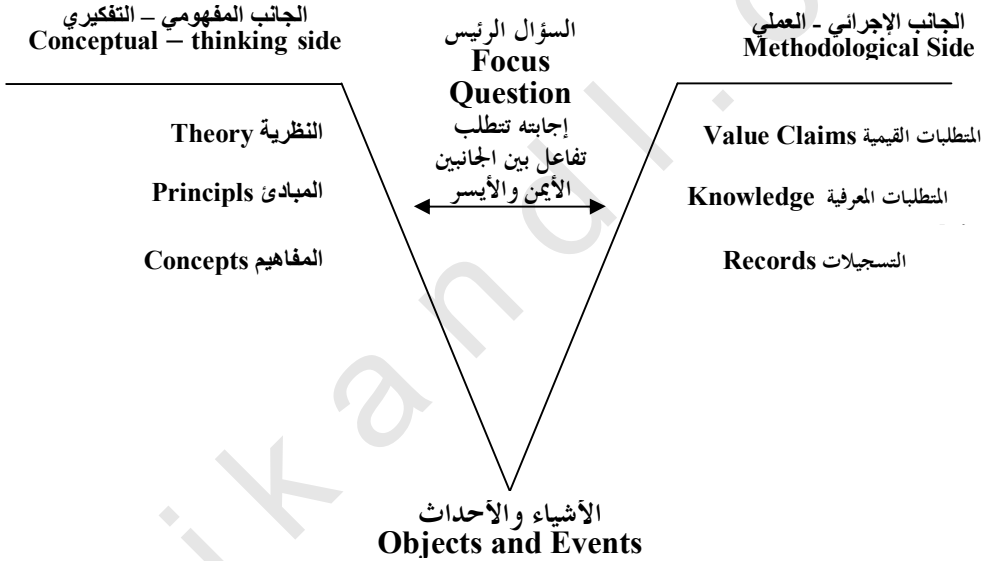 الجانب المفهومي – التفكيري
Conceptual – thinking side
النظرية Theory
المبادئ Principls
المفاهيم Concepts
السؤال الرئيس
Focus
Question
إجابته تتطلب
تفاعل بين الجانبين
الأيمن والأيسر
الجانب الإجرائي - العملي
Methodological Side
المتطلبات القيمية Value Claims
المتطلبات المعرفية Knowledge
التسجيلات Records
الأشياء والأحداث
Objects and Events